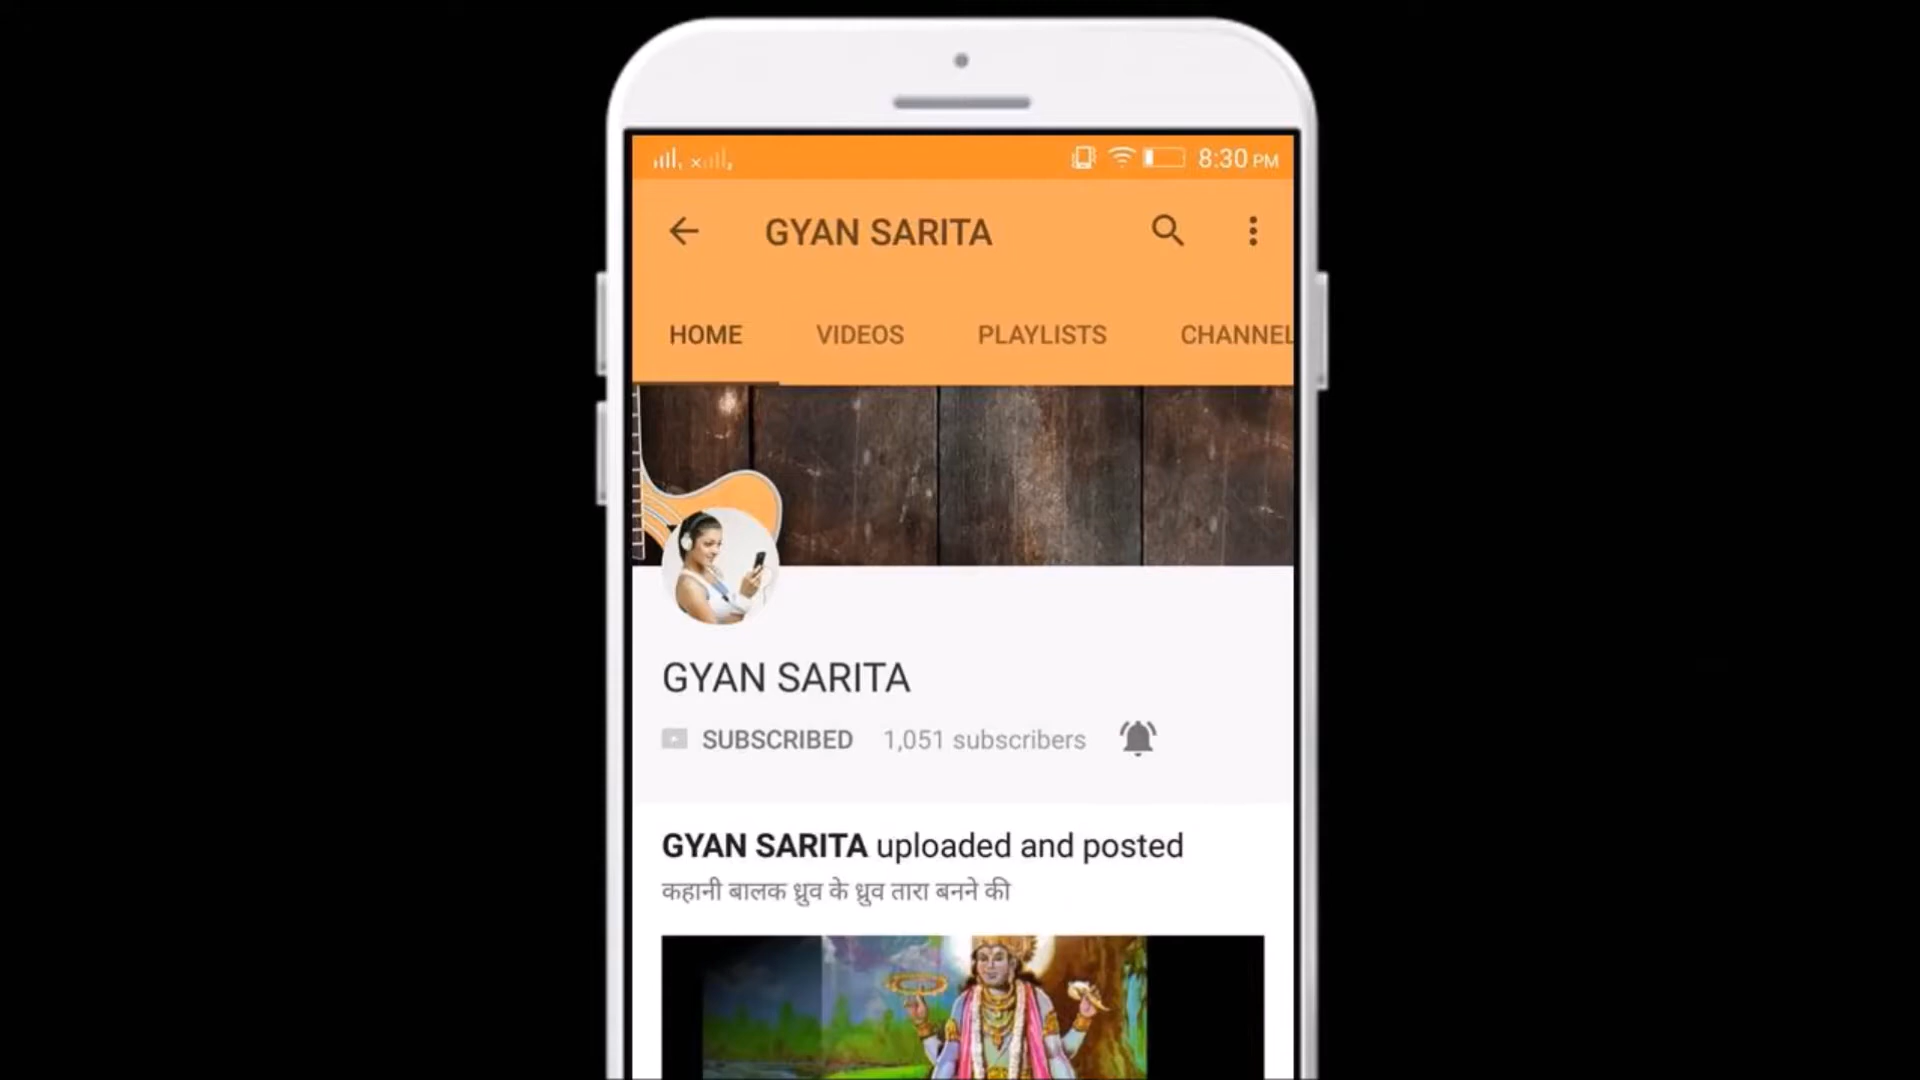 8:30 PM
GYAN SARITA
HOME VIDEOS PLAYLISTS CHANNEL
GYAN SARITA
SUBSCRIBED 1,051 subscribers
GYAN SARITA uploaded and posted
कहानी बालक ध्रुव के ध्रुव तारा बनने की